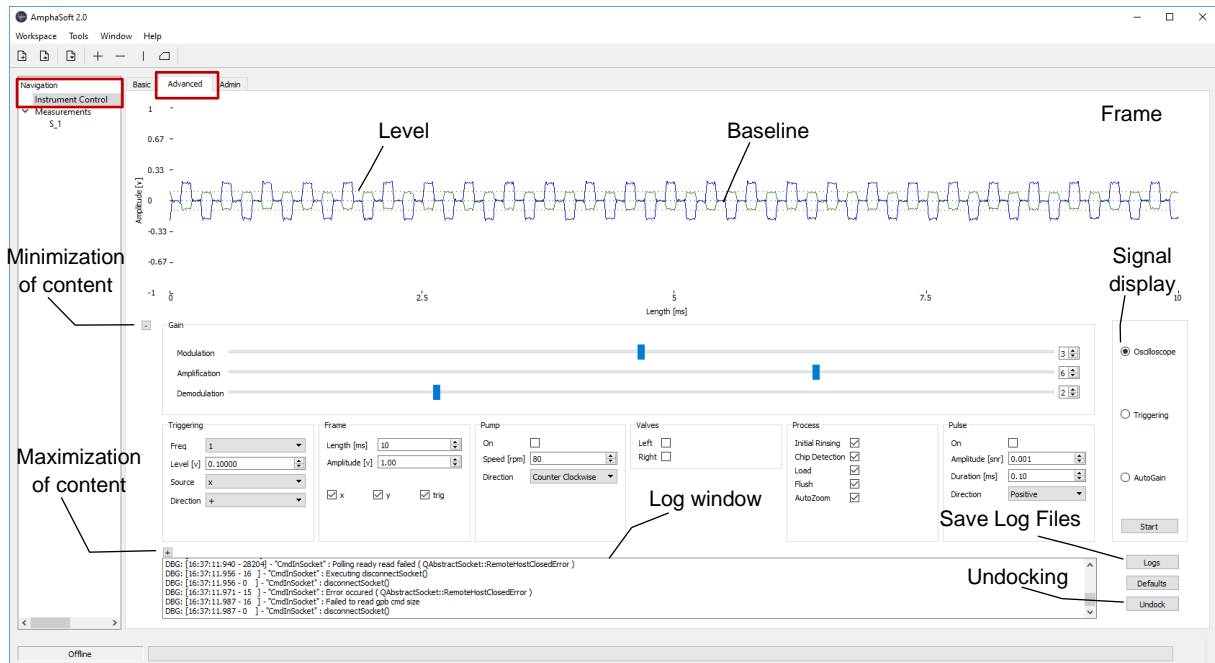 AmphaSoft 2.0
Workspace Tools Window Help
Navigation
Instrument Control
Measurements
S_1
Basic Advanced Admin
Frame
Level
Baseline
Amplitude [v]
1
0.67
0.33
0
-0.33
-0.67
-1
0 2.5 5 7.5 10
Length [ms]
Minimization
of content
Signal
display
-
Gain
Modulation 3
Amplification 6
Demodulation 2
Oscilloscope
Triggering
AutoGain
Start
Triggering
Freq 1
Level [v] 0.10000
Source x
Direction +
Frame
Length [ms] 10
Amplitude [v] 1.00
x y trig
Pump
On
Speed [rpm] 80
Direction Counter Clockwise
Valves
Left
Right
Process
Initial Rinsing
Chip Detection
Load
Flush
AutoZoom
Pulse
On
Amplitude [snr] 0.001
Duration [ms] 0.10
Direction Positive
Maximization
of content
Log window
Save Log Files
Undocking
+
DBG: [16:37:11.940 - 28204] - "CmdInSocket" : Polling ready read failed ( QAbstractSocket::RemoteHostClosedError )
DBG: [16:37:11.956 - 16 ] - "CmdInSocket" : Executing disconnectSocket()
DBG: [16:37:11.956 - 0 ] - "CmdInSocket" : disconnectSocket()
DBG: [16:37:11.971 - 15 ] - "CmdInSocket" : Error occured ( QAbstractSocket::RemoteHostClosedError )
DBG: [16:37:11.987 - 16 ] - "CmdInSocket" : Failed to read gpb cmd size
DBG: [16:37:11.987 - 0 ] - "CmdInSocket" : disconnectSocket()
Logs
Defaults
Undock
Offline